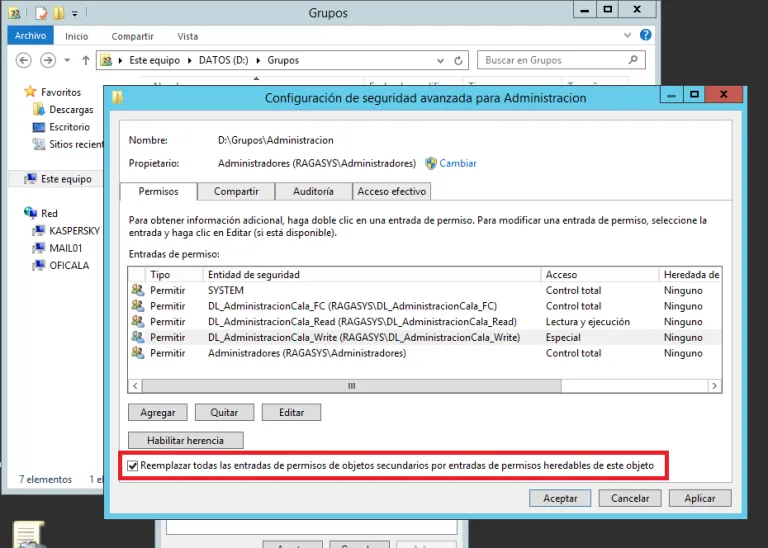 Grupos
Archivo Inicio Compartir Vista
Este equipo DATOS (D:) Grupos
Buscar en Grupos
Favoritos
Descargas
Escritorio
Sitios recient
Este equipo
Red
KASPERSKY
MAIL01
OFICALA
7 elementos
Configuración de seguridad avanzada para Administracion
Nombre: D:\Grupos\Administracion
Propietario: Administradores (RAGASYS\Administradores) Cambiar
Permisos Compartir Auditoría Acceso efectivo
Para obtener información adicional, haga doble clic en una entrada de permiso. Para modificar una entrada de permiso, seleccione la
entrada y haga clic en Editar (si está disponible).
Entradas de permiso:
Tipo Entidad de seguridad Acceso Heredada de
Permitir SYSTEM Control total Ninguno
Permitir DL_AdministracionCala_FC (RAGASYS\DL_AdministracionCala_FC) Control total Ninguno
Permitir DL_AdministracionCala_Read (RAGASYS\DL_AdministracionCala_Read) Lectura y ejecución Ninguno
Permitir DL_AdministracionCala_Write (RAGASYS\DL_AdministracionCala_Write) Especial Ninguno
Permitir Administradores (RAGASYS\Administradores) Control total Ninguno
Agregar Quitar Editar
Habilitar herencia
Reemplazar todas las entradas de permisos de objetos secundarios por entradas de permisos heredables de este objeto
Aceptar Cancelar Aplicar